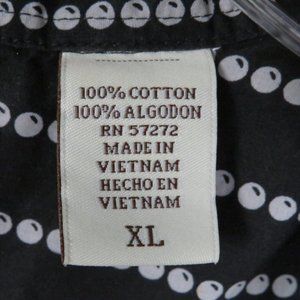 100% COTTON
100% ALGODON
RN 57272
MADE IN
VIETNAM
HECHO EN
VIETNAM
XL